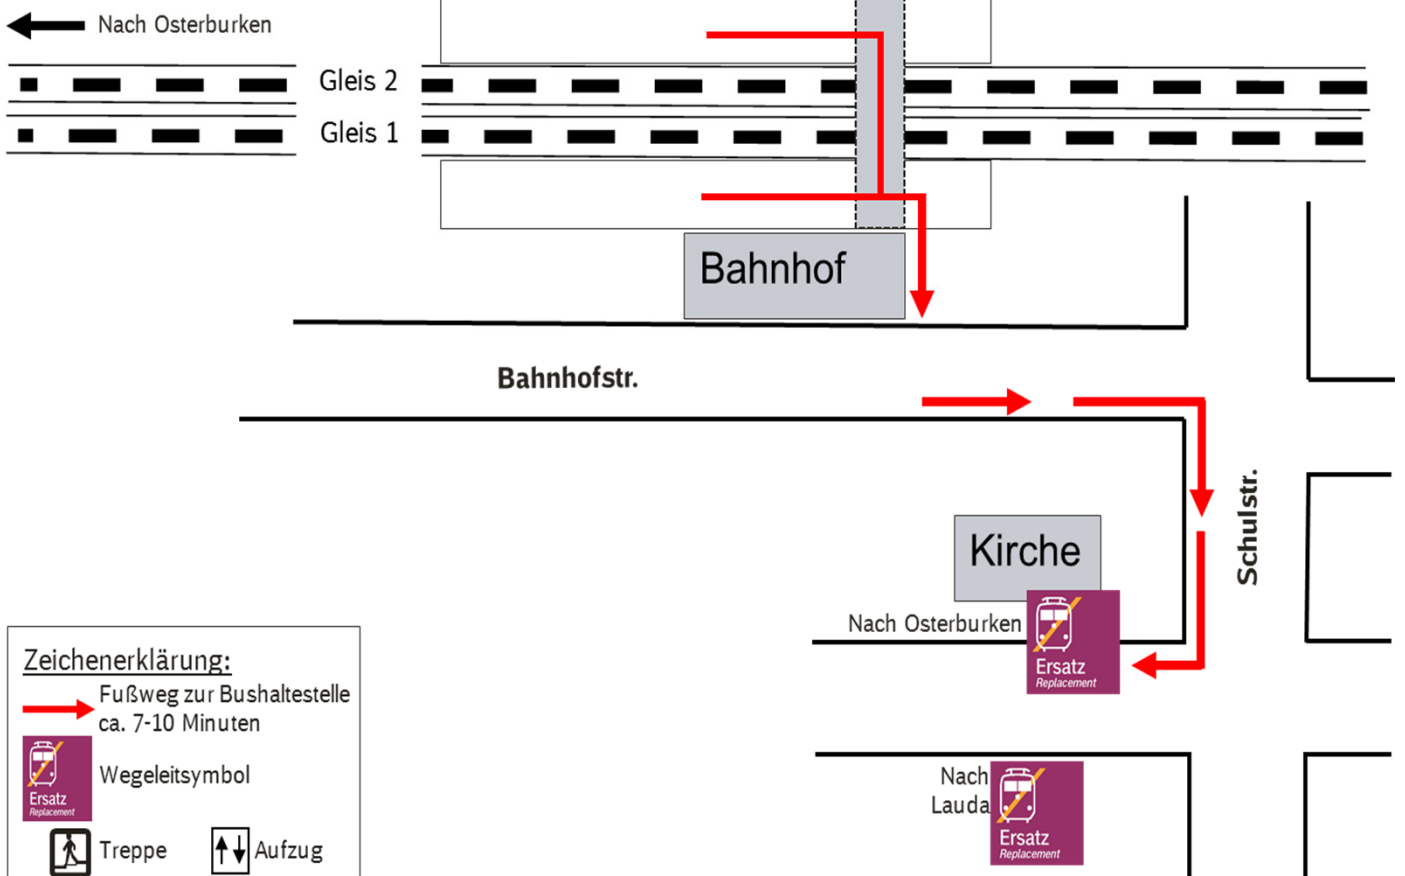 Nach Osterburken
Gleis 2
Gleis 1
Bahnhof
Bahnhofstr.
Schulstr.
Kirche
Nach Osterburken
Ersatz
Replacement
Nach
Lauda
Ersatz
Replacement
Zeichenerklärung:
Fußweg zur Bushaltestelle
ca. 7-10 Minuten
Ersatz
Replacement
Wegeleitsymbol
Treppe
Aufzug